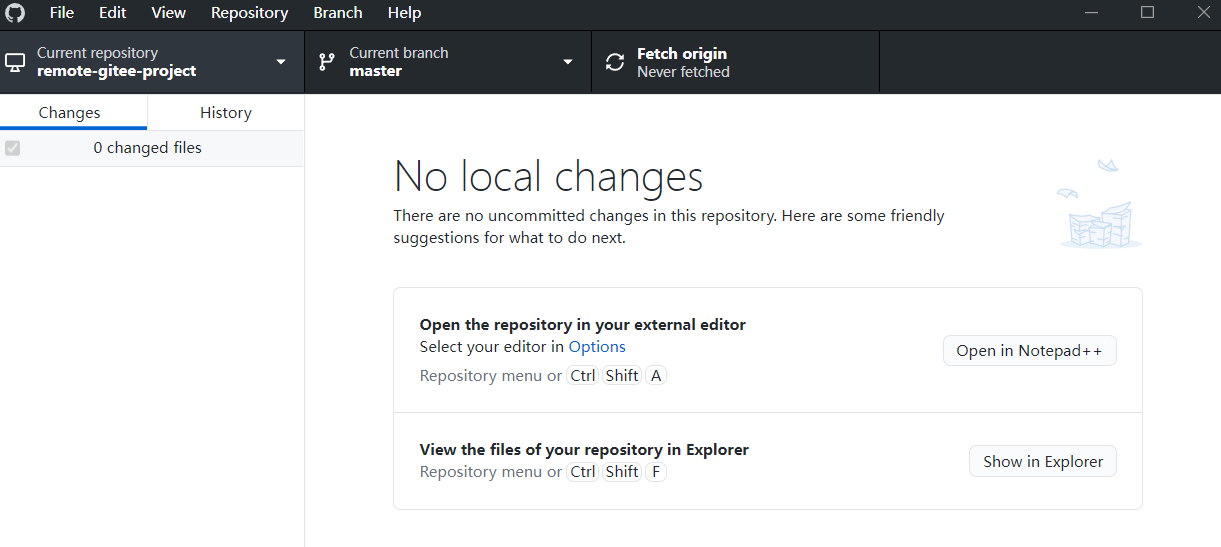 File Edit View Repository Branch Help
Current repository
remote-gitee-project
Current branch
master
Fetch origin
Never fetched
Changes
History
0 changed files
No local changes
There are no uncommitted changes in this repository. Here are some friendly
suggestions for what to do next.
Open the repository in your external editor
Select your editor in Options
Repository menu or Ctrl Shift A
Open in Notepad++
View the files of your repository in Explorer
Repository menu or Ctrl Shift F
Show in Explorer